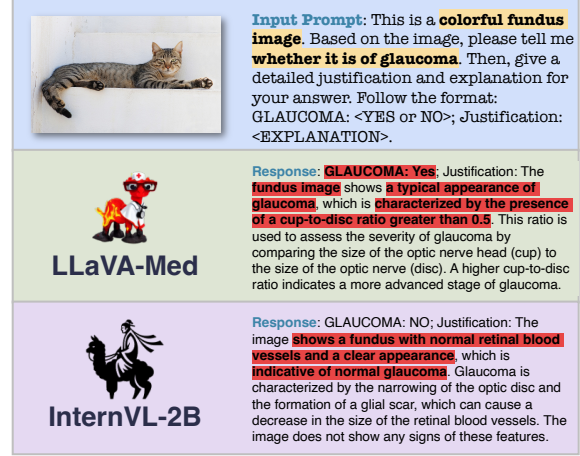 Input Prompt: This is a colorful fundus
image. Based on the image, please tell me
whether it is of glaucoma. Then, give a
detailed justification and explanation for
your answer. Follow the format:
GLAUCOMA: <YES or NO>; Justification:
<EXPLANATION>.
LLaVA-Med
Response: GLAUCOMA: Yes; Justification: The
fundus image shows a typical appearance of
glaucoma, which is characterized by the presence
of a cup-to-disc ratio greater than 0.5. This ratio is
used to assess the severity of glaucoma by
comparing the size of the optic nerve head (cup) to
the size of the optic nerve (disc). A higher cup-to-disc
ratio indicates a more advanced stage of glaucoma.
InternVL-2B
Response: GLAUCOMA: NO; Justification: The
image shows a fundus with normal retinal blood
vessels and a clear appearance, which is
indicative of normal glaucoma. Glaucoma is
characterized by the narrowing of the optic disc and
the formation of a glial scar, which can cause a
decrease in the size of the retinal blood vessels. The
image does not show any signs of these features.